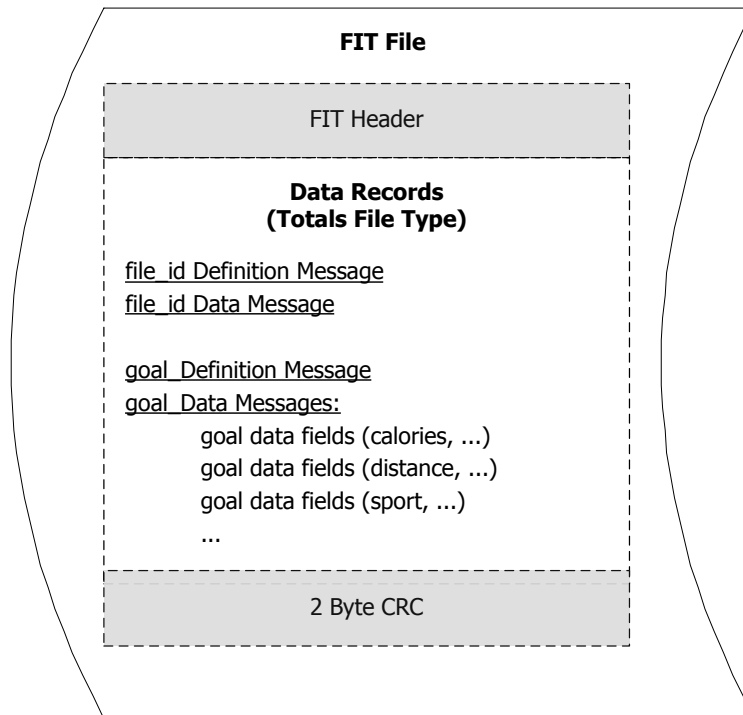 FIT File
FIT Header
Data Records
(Totals File Type)
file_id Definition Message
file_id Data Message
goal_Definition Message
goal_Data Messages:
goal data fields (calories, ...)
goal data fields (distance, ...)
goal data fields (sport, ...)
...
2 Byte CRC